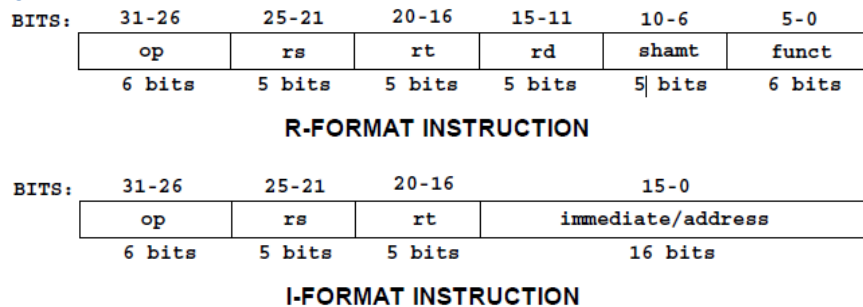 BITS: 31-26 25-21 20-16 15-11 10-6 5-0
op rs rt rd shamt funct
6 bits 5 bits 5 bits 5 bits 5 bits 6 bits
R-FORMAT INSTRUCTION
BITS: 31-26 25-21 20-16 15-0
op rs rt immediate/address
6 bits 5 bits 5 bits 16 bits
I-FORMAT INSTRUCTION